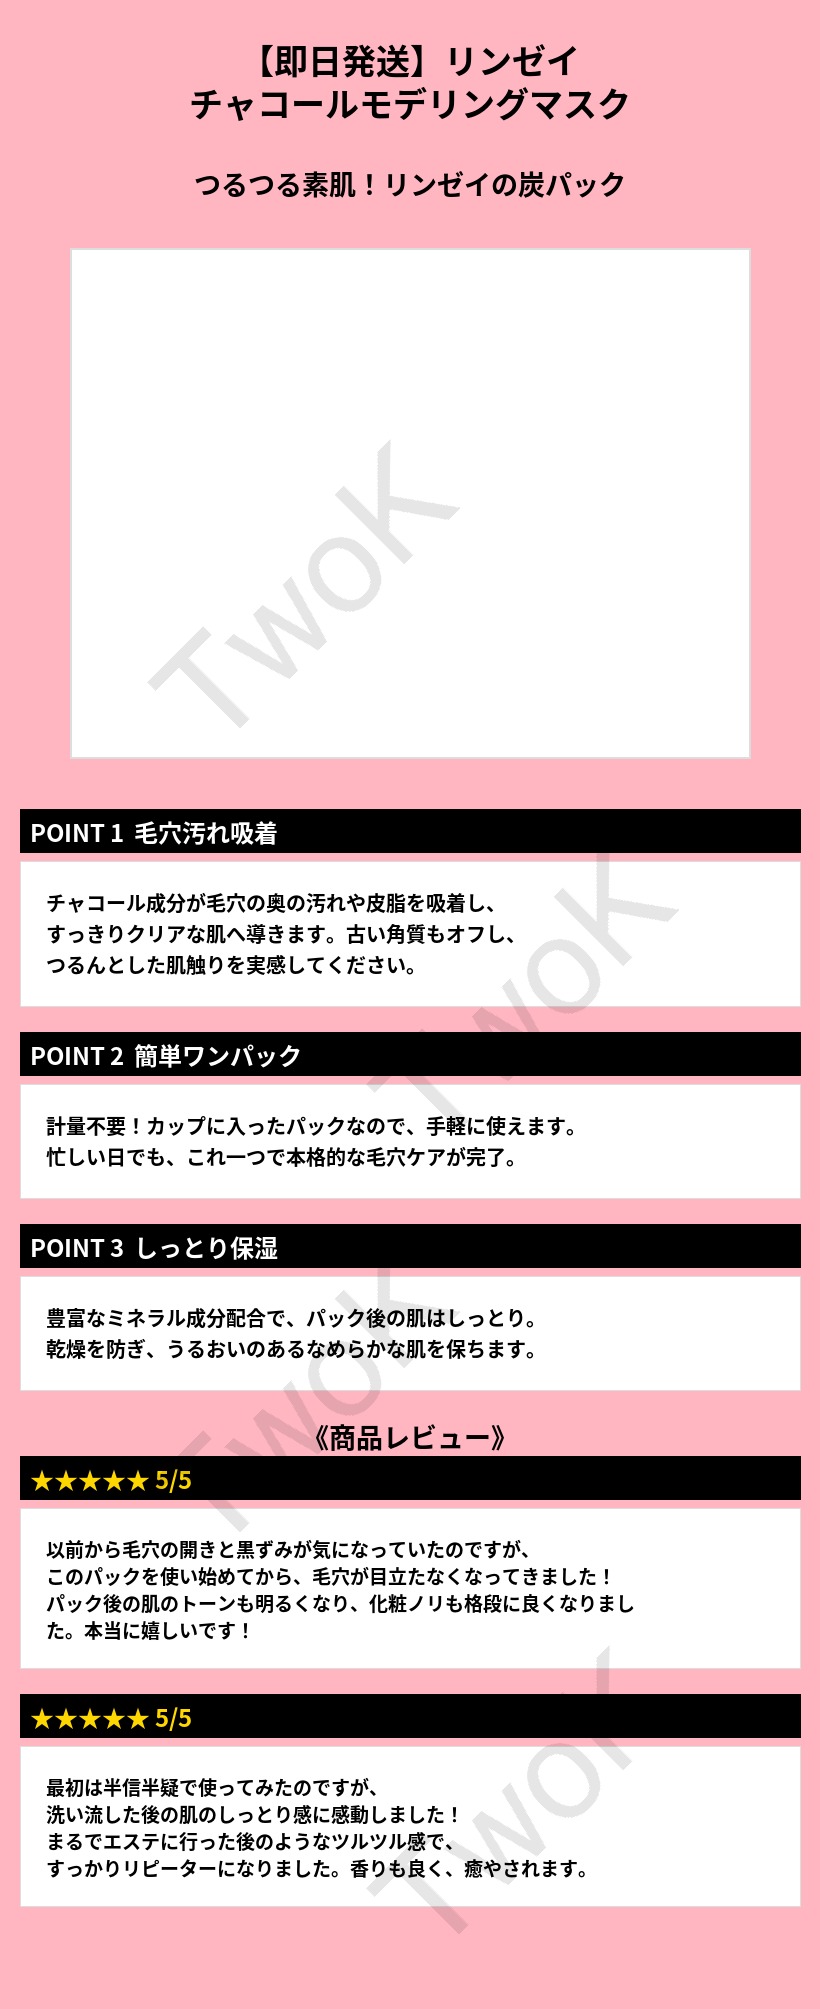 【即日発送】リンゼイ
チャコールモデリングマスク
つるつる素肌！リンゼイの炭パック
TwoK
POINT 1 毛穴汚れ吸着
チャコール成分が毛穴の奥の汚れや皮脂を吸着し、
すっきりクリアな肌へ導きます。古い角質もオフし、
つるんとした肌触りを実感してください。
TwoK
POINT 2 簡単ワンパック
計量不要！カップに入ったパックなので、手軽に使えます。
忙しい日でも、これ一つで本格的な毛穴ケアが完了。
POINT 3 しっとり保湿
豊富なミネラル成分配合で、パック後の肌はしっとり。
乾燥を防ぎ、うるおいのあるなめらかな肌を保ちます。
TwoK
《商品レビュー》
★★★★★ 5/5
以前から毛穴の開きと黒ずみが気になっていたのですが、
このパックを使い始めてから、毛穴が目立たなくなってきました！
パック後の肌のトーンも明るくなり、化粧ノリも格段に良くなりまし
た。本当に嬉しいです！
★★★★★ 5/5
最初は半信半疑で使ってみたのですが、
洗い流した後の肌のしっとり感に感動しました！
まるでエステに行った後のようなツルツル感で、
すっかりリピーターになりました。香りも良く、癒やされます。
TwoK